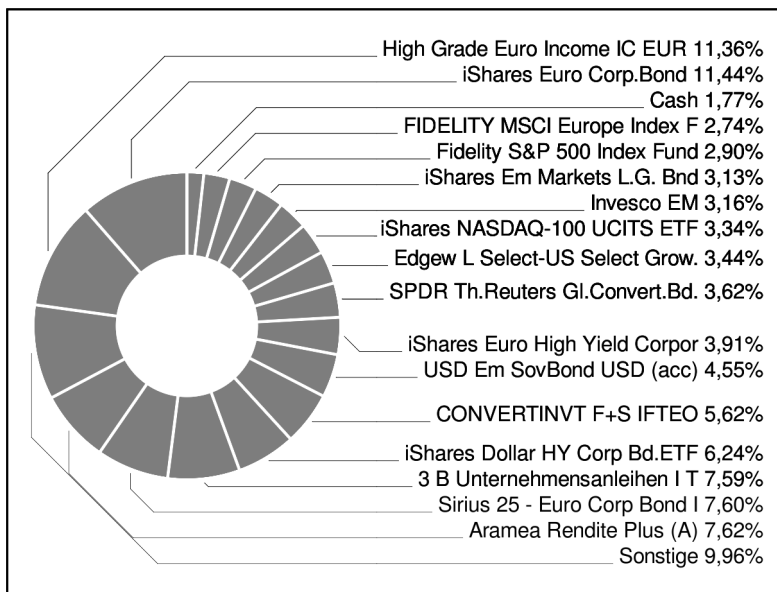 High Grade Euro Income IC EUR 11,36%
iShares Euro Corp.Bond 11,44%
Cash 1,77%
FIDELITY MSCI Europe Index F 2,74%
Fidelity S&P 500 Index Fund 2,90%
iShares Em Markets L.G. Bnd 3,13%
Invesco EM 3,16%
iShares NASDAQ-100 UCITS ETF 3,34%
Edgew L Select-US Select Grow. 3,44%
SPDR Th.Reuters Gl.Convert.Bd. 3,62%
iShares Euro High Yield Corpor 3,91%
USD Em SovBond USD (acc) 4,55%
CONVERTINVT F+S IFTEO 5,62%
iShares Dollar HY Corp Bd.ETF 6,24%
3 B Unternehmensanleihen I T 7,59%
Sirius 25 - Euro Corp Bond I 7,60%
Aramea Rendite Plus (A) 7,62%
Sonstige 9,96%